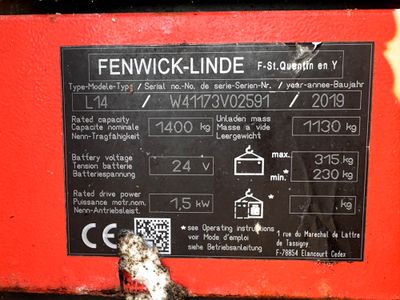 FENWICK-LINDE F-St.Quentin en Y
Type-Modele-Typ / Serial no.-No. de serie-Serien-Nr. / year-annee-Baujahr
L14 / W41173V02591 / 2019
Rated capacity
Capacite nominale 1400 kg
Nenn-Tragfähigk.
Unladen mass
Masse a vide 1130 kg
Leergewicht
Battery voltage
Tension batterie 24 V
Batteriespannung
max. 315 kg
min.* 230 kg
Rated drive power
Puissance motr.nom. 1,5 kW
Nenn-Antriebsleist.
, kg
CE
*see Operating instructions
voir Mode d'emploi
siehe Betriebsanleitung
1 rue du Marechal de Lattre
de Tassigny
F-78854 Elancourt Cedex